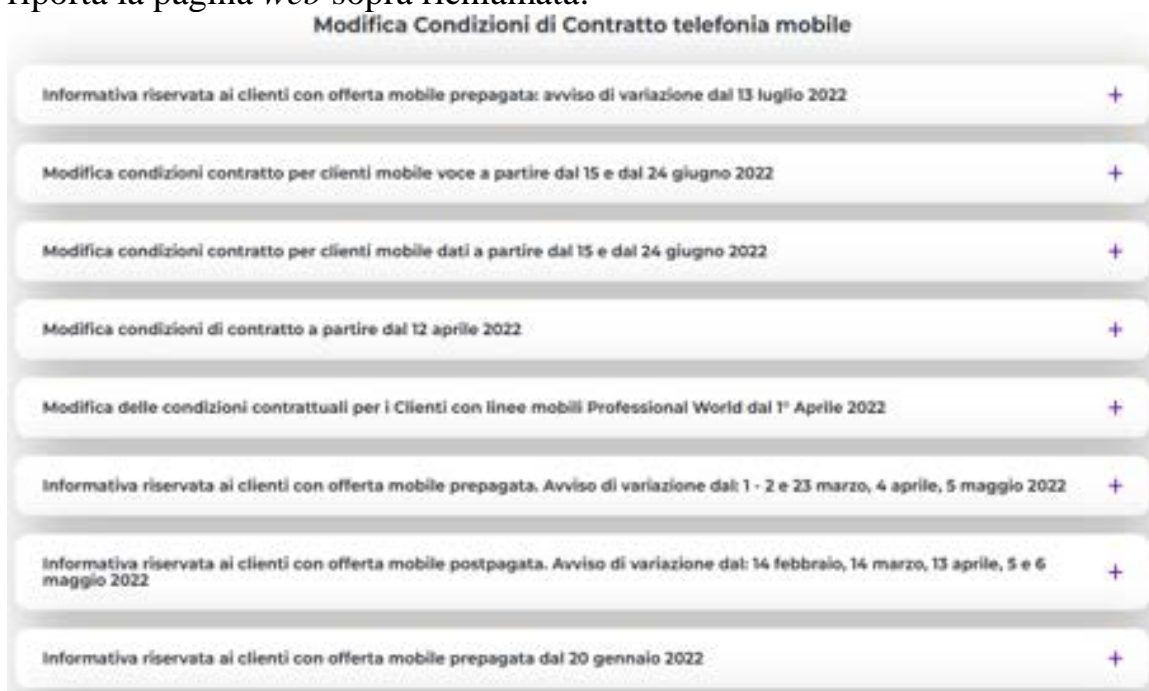 riporta la pagina web sopra richiamata:
Modifica Condizioni di Contratto telefonia mobile
Informativa riservata ai clienti con offerta mobile prepagata: avviso di variazione dal 13 luglio 2022
+
Modifica condizioni contratto per clienti mobile voce a partire dal 15 e dal 24 giugno 2022
+
Modifica condizioni contratto per clienti mobile dati a partire dal 15 e dal 24 giugno 2022
+
Modifica condizioni di contratto a partire dal 12 aprile 2022
+
Modifica delle condizioni contrattuali per i Clienti con linee mobili Professional World dal 1° Aprile 2022
+
Informativa riservata ai clienti con offerta mobile prepagata. Avviso di variazione dal: 1 - 2 e 23 marzo, 4 aprile, 5 maggio 2022
+
Informativa riservata ai clienti con offerta mobile postpagata. Avviso di variazione dal: 14 febbraio, 14 marzo, 13 aprile, 5 e 6
maggio 2022
+
Informativa riservata ai clienti con offerta mobile prepagata dal 20 gennaio 2022
+